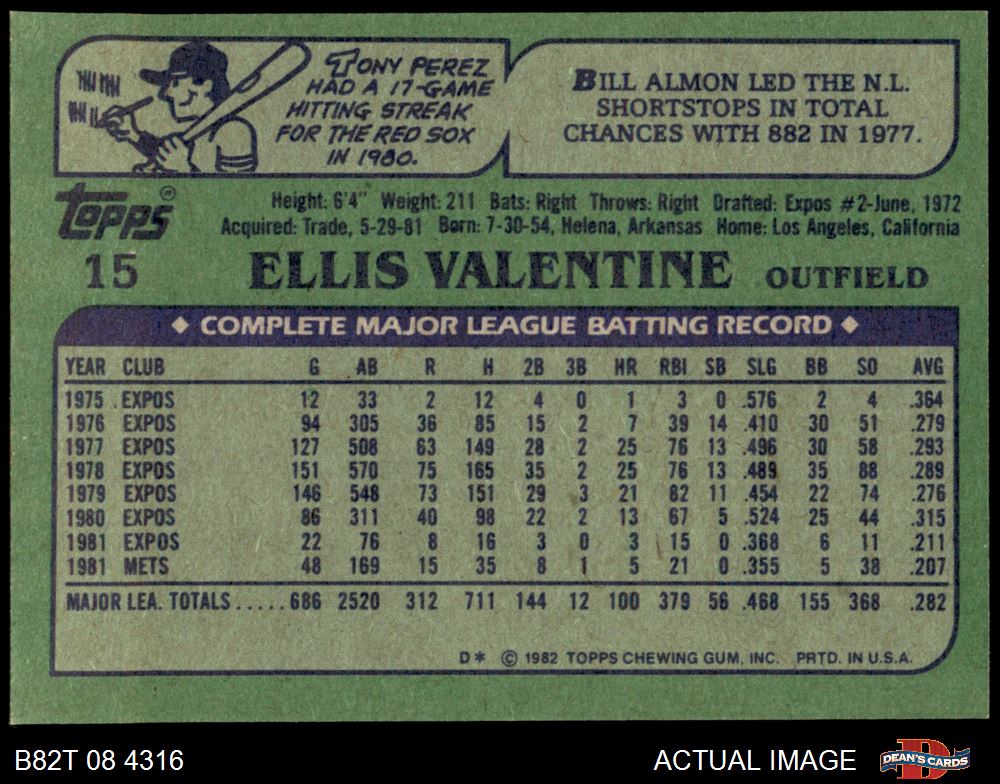 TONY PEREZ
HAD A 17-GAME
HITTING STREAK
FOR THE RED SOX
IN 1980.
BILL ALMON LED THE N.L.
SHORTSTOPS IN TOTAL
CHANCES WITH 882 IN 1977.
TOPPS®
Height: 6'4" Weight: 211 Bats: Right Throws: Right Drafted: Expos #2-June, 1972
Acquired: Trade, 5-29-81 Born: 7-30-54, Helena, Arkansas Home: Los Angeles, California
15 ELLIS VALENTINE OUTFIELD
◆ COMPLETE MAJOR LEAGUE BATTING RECORD ◆
YEAR CLUB G AB R H 2B 3B HR RBI SB SLG BB SO AVG
1975 EXPOS 12 33 2 12 4 0 1 3 0 .576 2 4 .364
1976 EXPOS 94 305 36 85 15 2 7 39 14 .410 30 51 .279
1977 EXPOS 127 508 63 149 28 2 25 76 13 .496 30 58 .293
1978 EXPOS 151 570 75 165 35 2 25 76 13 .489 35 88 .289
1979 EXPOS 146 548 73 151 29 3 21 82 11 .454 22 74 .276
1980 EXPOS 86 311 40 98 22 2 13 67 5 .524 25 44 .315
1981 EXPOS 22 76 8 16 3 0 3 15 0 .368 6 11 .211
1981 METS 48 169 15 35 8 1 5 21 0 .355 5 38 .207
MAJOR LEA. TOTALS..... 686 2520 312 711 144 12 100 379 56 .468 155 368 .282
D* © 1982 TOPPS CHEWING GUM, INC. PRTD. IN U.S.A.
B82T 08 4316 ACTUAL IMAGE DEAN'S CARDS